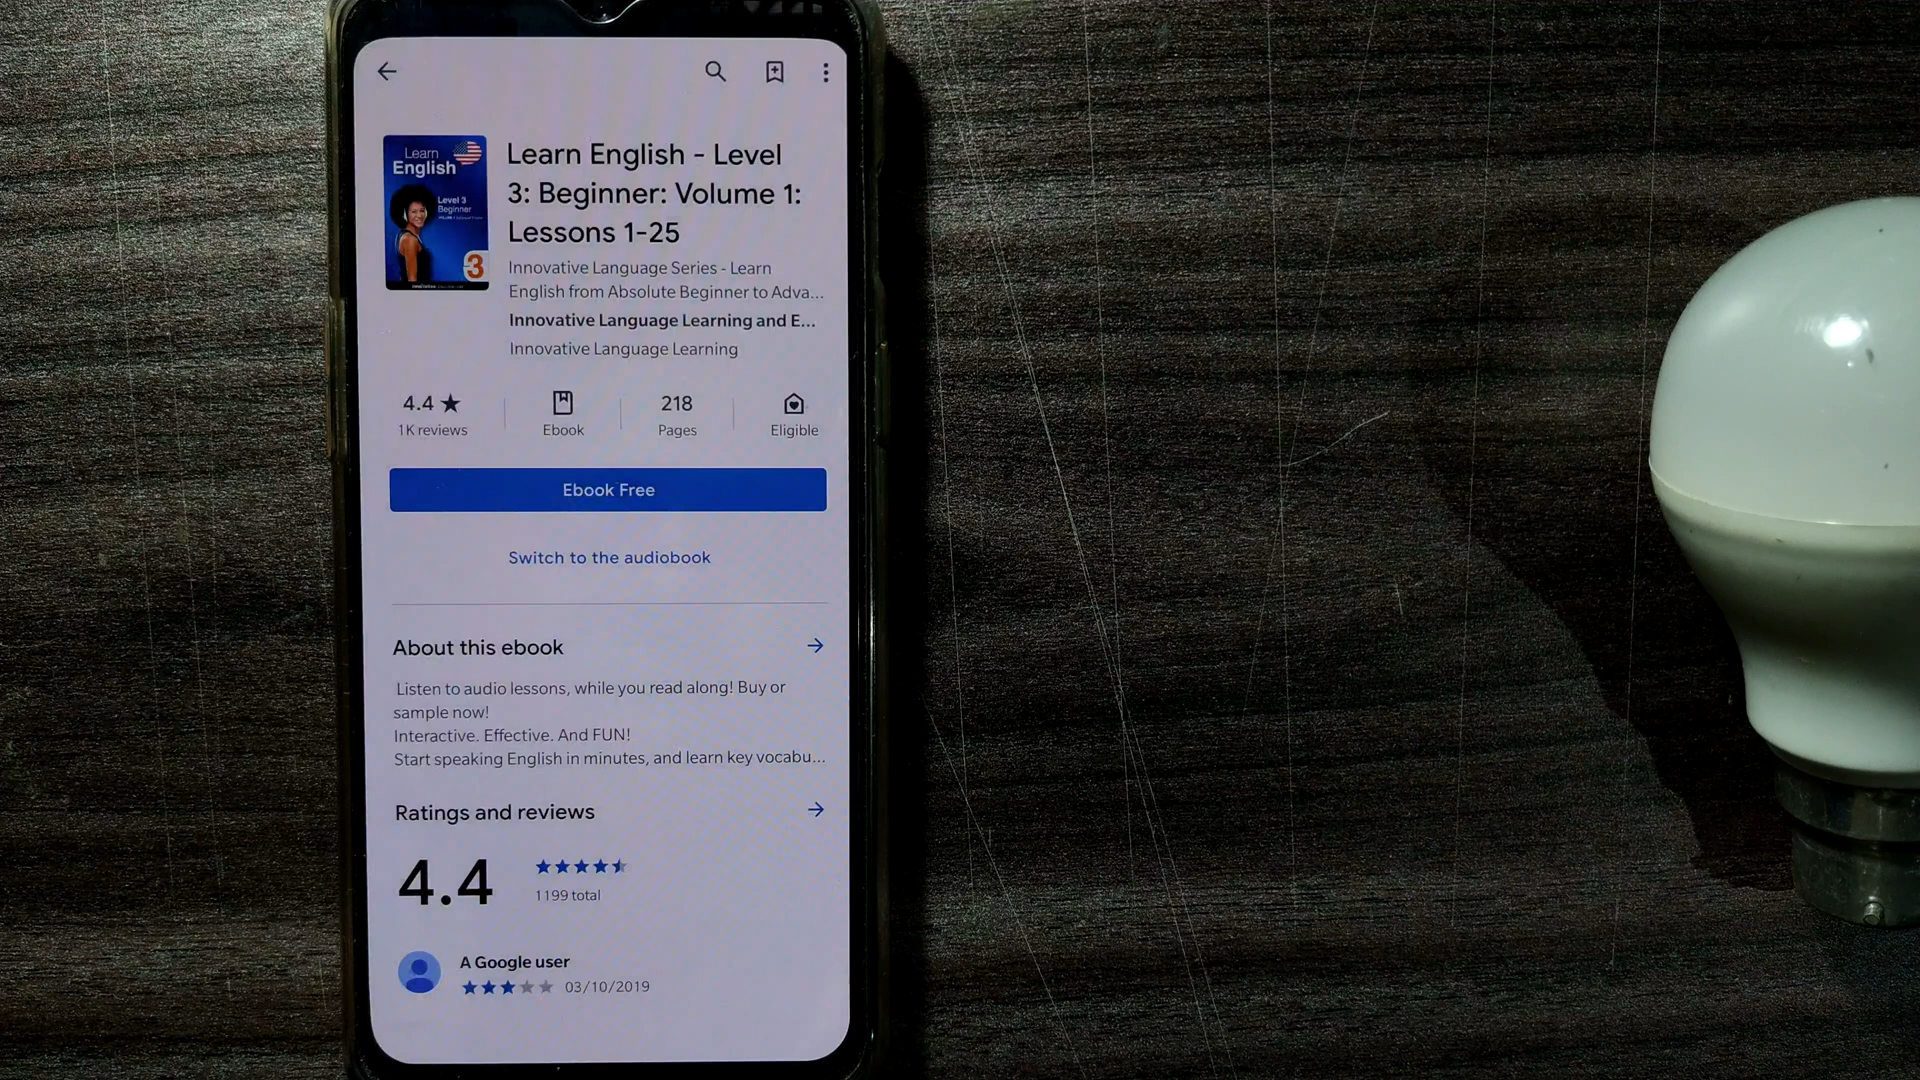 Learn English - Level
3: Beginner: Volume 1:
Lessons 1-25
Learn
English
Level 3
Beginner
3
Innovative Language Series - Learn
English from Absolute Beginner to Adva...
Innovative Language Learning and E...
Innovative Language Learning
4.4 ★
1K reviews
Ebook
218
Pages
Eligible
Ebook Free
Switch to the audiobook
About this ebook
Listen to audio lessons, while you read along! Buy or
sample now!
Interactive. Effective. And FUN!
Start speaking English in minutes, and learn key vocabu...
Ratings and reviews
4.4
1199 total
A Google user
03/10/2019